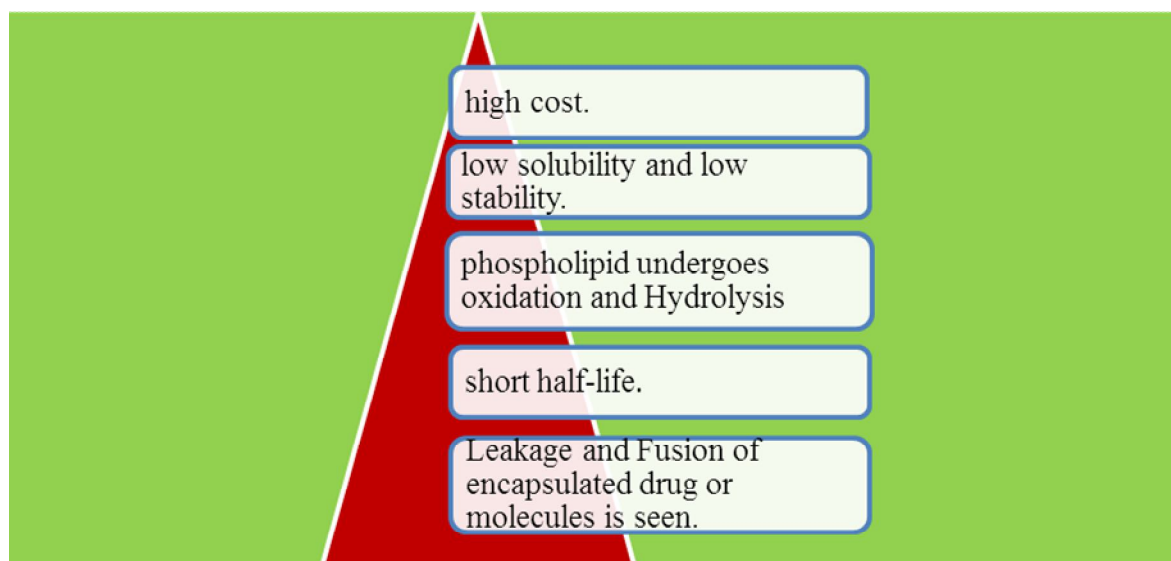 high cost.
low solubility and low
stability.
phospholipid undergoes
oxidation and Hydrolysis
short half-life.
Leakage and Fusion of
encapsulated drug or
molecules is seen.